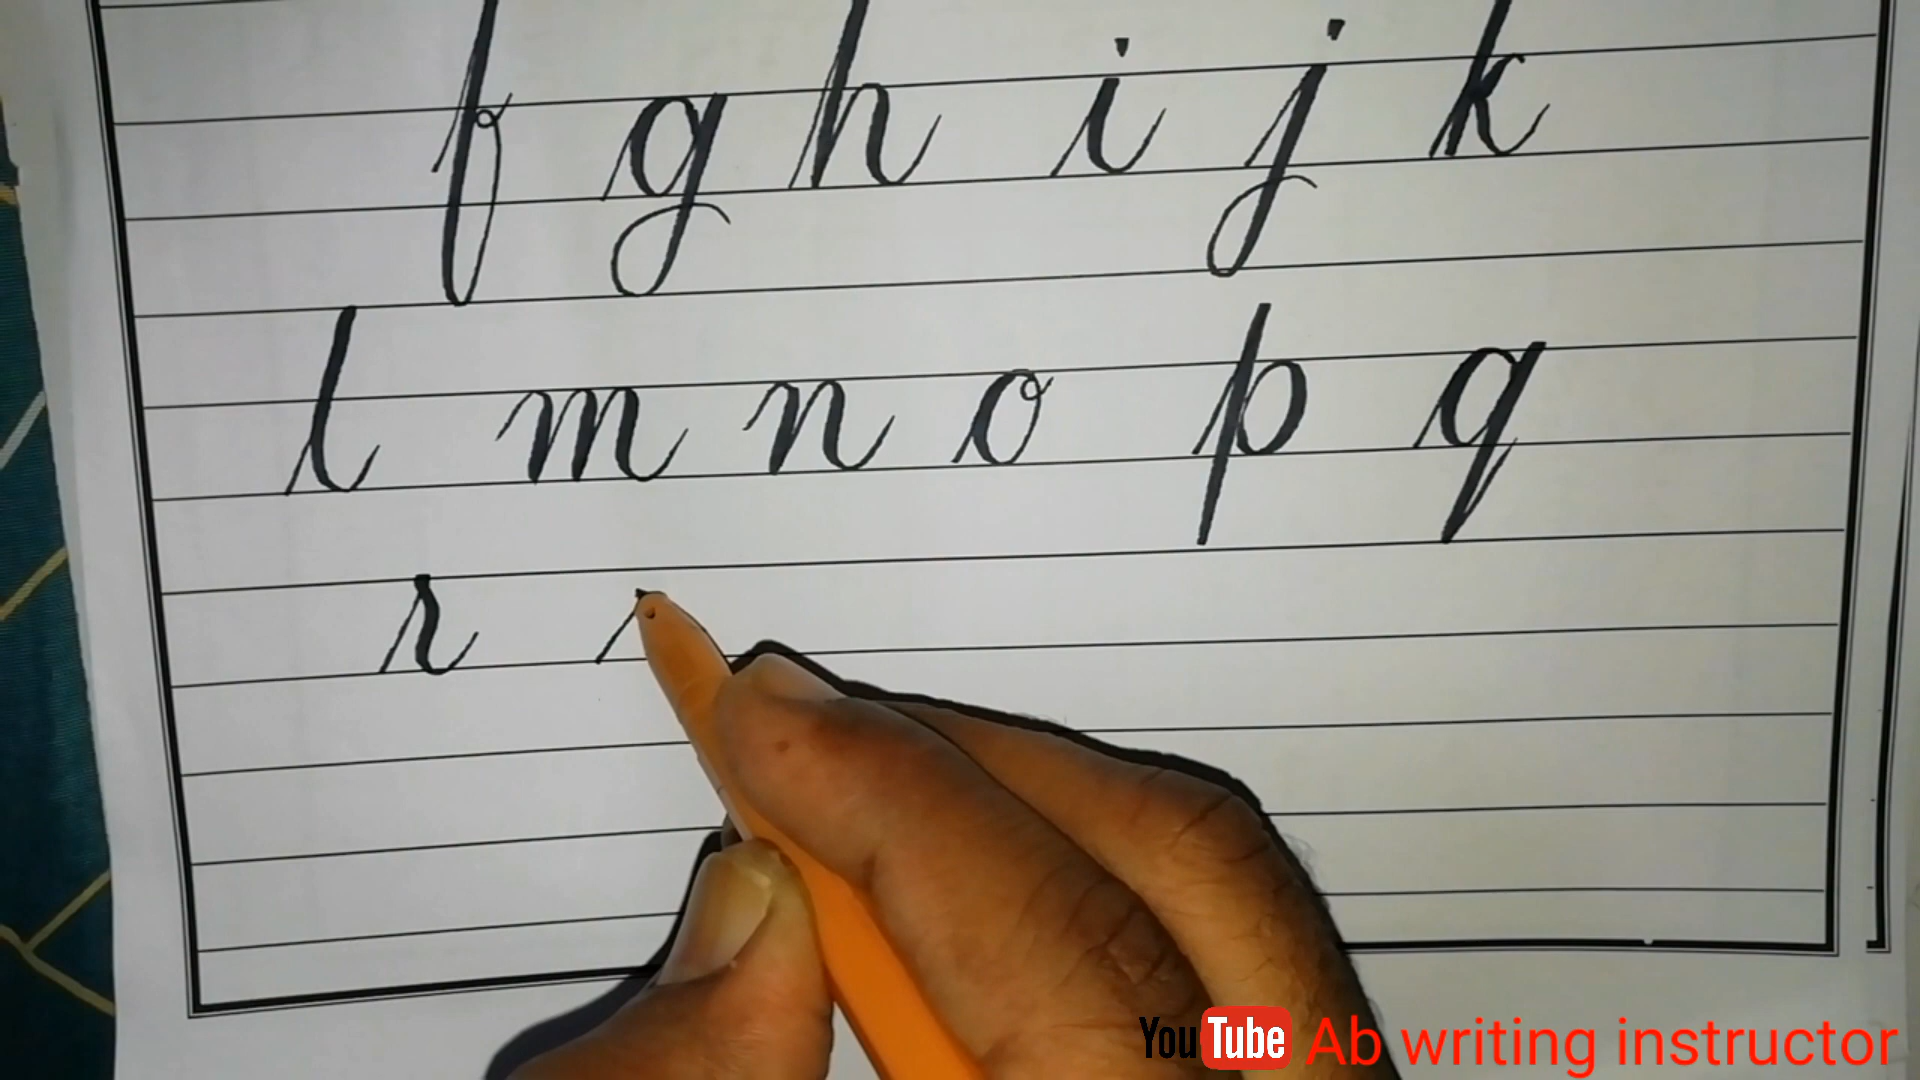 f g h i j k
l m n o p q
r
YouTube Ab writing instructor